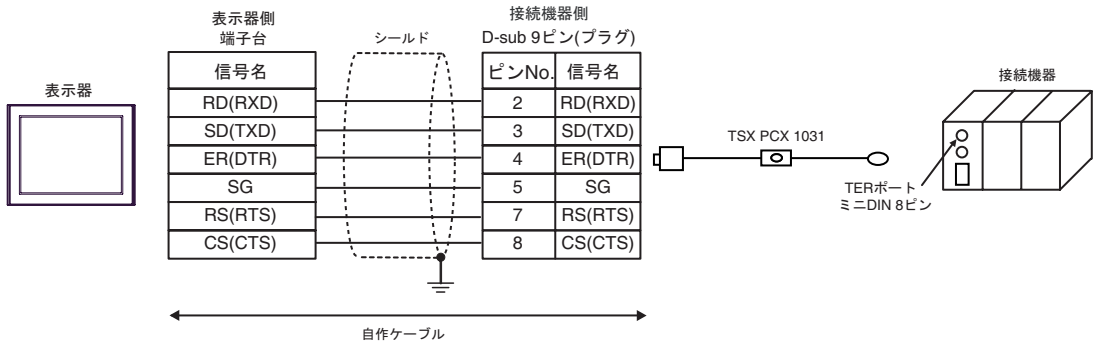 表示器
表示器側
端子台
信号名
RD(RXD)
SD(TXD)
ER(DTR)
SG
RS(RTS)
CS(CTS)
シールド
接続機器側
D-sub 9ピン(プラグ)
ピンNo. 信号名
2 RD(RXD)
3 SD(TXD)
4 ER(DTR)
5 SG
7 RS(RTS)
8 CS(CTS)
自作ケーブル
TSX PCX 1031
接続機器
TERポート
ミニDIN 8ピン